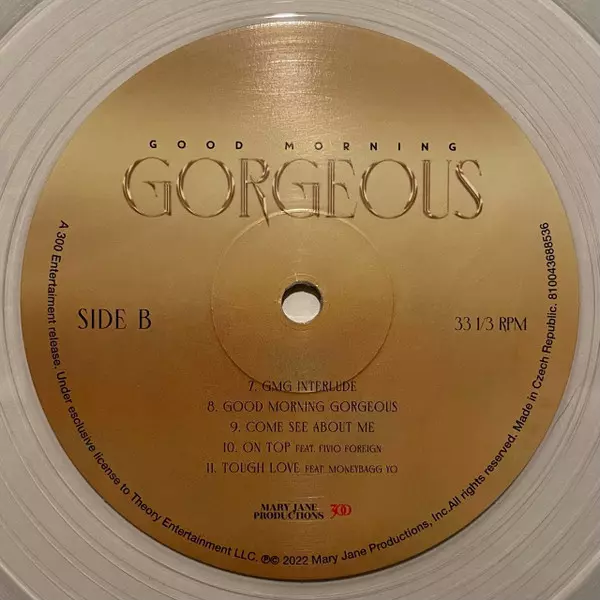 GOOD MORNING
GORGEOUS
SIDE B
33 1/3 RPM
7. GMG INTERLUDE
8. GOOD MORNING GORGEOUS
9. COME SEE ABOUT ME
10. ON TOP FEAT. FIVIO FOREIGN
11. TOUGH LOVE FEAT. MONEYBAGG YO
MARY JANE
PRODUCTIONS 300
A 300 Entertaiment release. Under esclusive license to Theory Entertainment LLC. ℗© 2022 Mary Jane Productions, Inc.All rights reserved. Made in Czech Republic. 810043688536